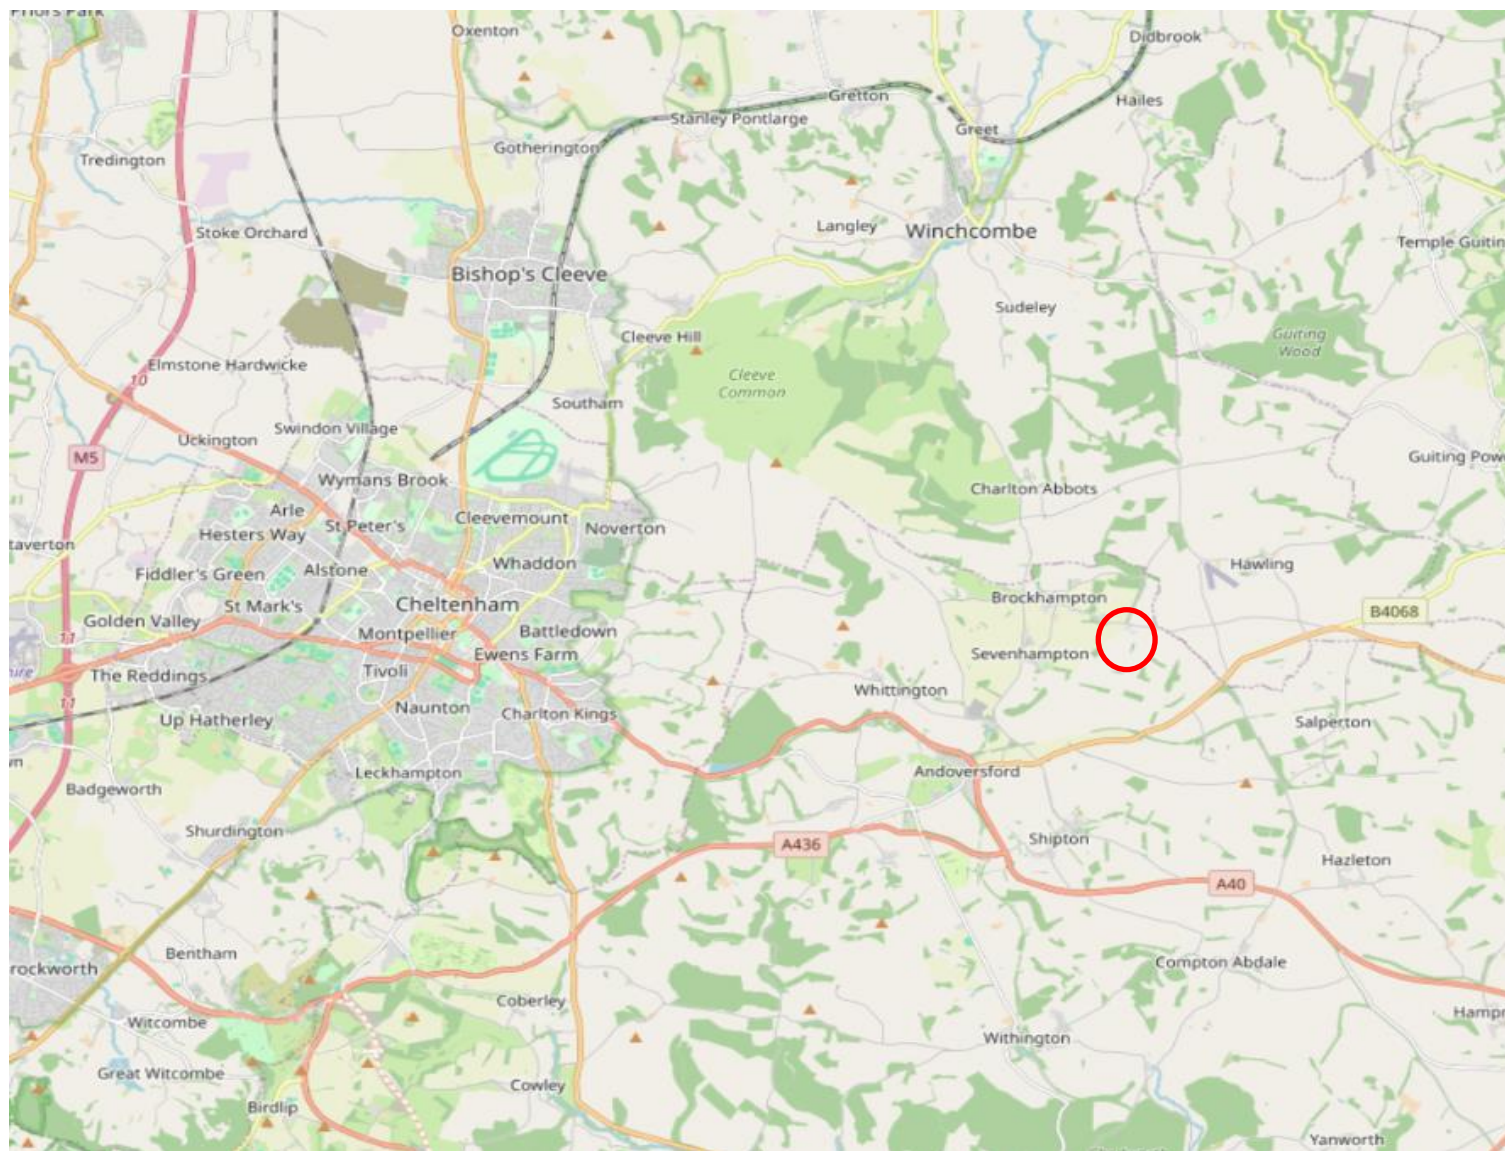 Priors Park
Oxenton
Didbrook
Gretton
Hailes
Stanley Pontlarge
Greet
Gotherington
Tredington
Langley
Winchcombe
Stoke Orchard
Temple Guitin
Bishop's Cleeve
Sudeley
Cleeve Hill
Guiting
Wood
Elmstone Hardwicke
10
Cleeve
Common
Southam
Swindon Village
Uckington
M5
Guiting Pow
Wymans Brook
Charlton Abbots
Arle
St Peter's
Cleevemount
Noverton
Hesters Way
taverton
Whaddon
Hawling
Fiddler's Green
Alstone
Brockhampton
St Mark's
Cheltenham
B4068
Golden Valley
Montpellier
Battledown
11
Ewens Farm
Sevenhampton
hire
The Reddings
Tivoli
Whittington
11
Naunton
Charlton Kings
Up Hatherley
Salperton
wn
Leckhampton
Andoversford
Badgeworth
Shurdington
A436
Shipton
Hazleton
A40
Bentham
rockworth
Compton Abdale
Coberley
Hampn
Witcombe
Withington
Great Witcombe
Cowley
Birdlip
Yanworth